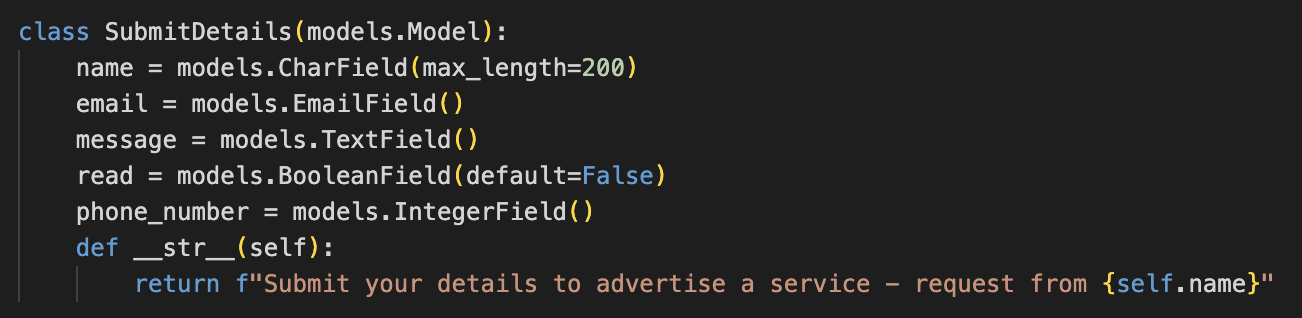 class SubmitDetails(models.Model):
    name = models.CharField(max_length=200)
    email = models.EmailField()
    message = models.TextField()
    read = models.BooleanField(default=False)
    phone_number = models.IntegerField()
    def __str__(self):
        return f"Submit your details to advertise a service – request from {self.name}"